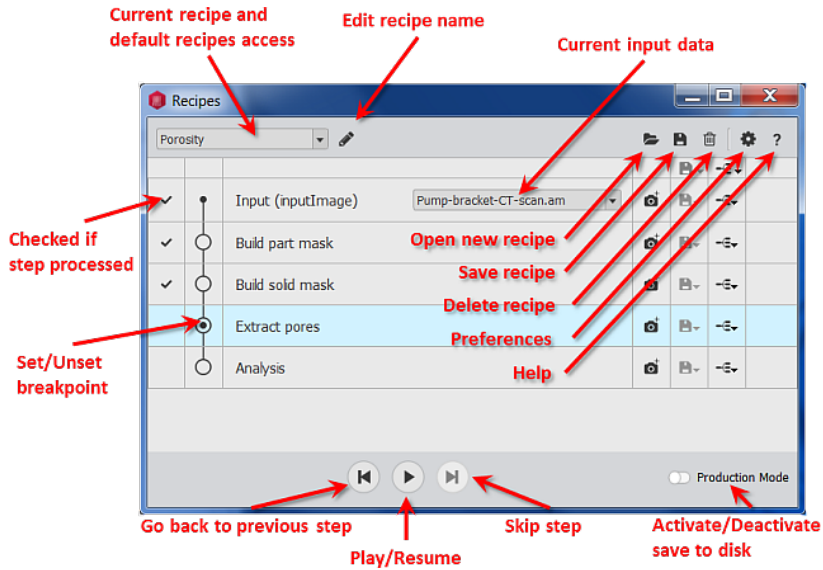 Current recipe and
default recipes access
Edit recipe name
Current input data
Recipes
Porosity
?
Input (inputImage)
Pump-bracket-CT-scan.am
Checked if
step processed
Build part mask
Open new recipe
Save recipe
Build solid mask
Delete recipe
Extract pores
Preferences
Set/Unset
breakpoint
Analysis
Help
Production Mode
Go back to previous step
Play/Resume
Skip step
Activate/Deactivate
save to disk